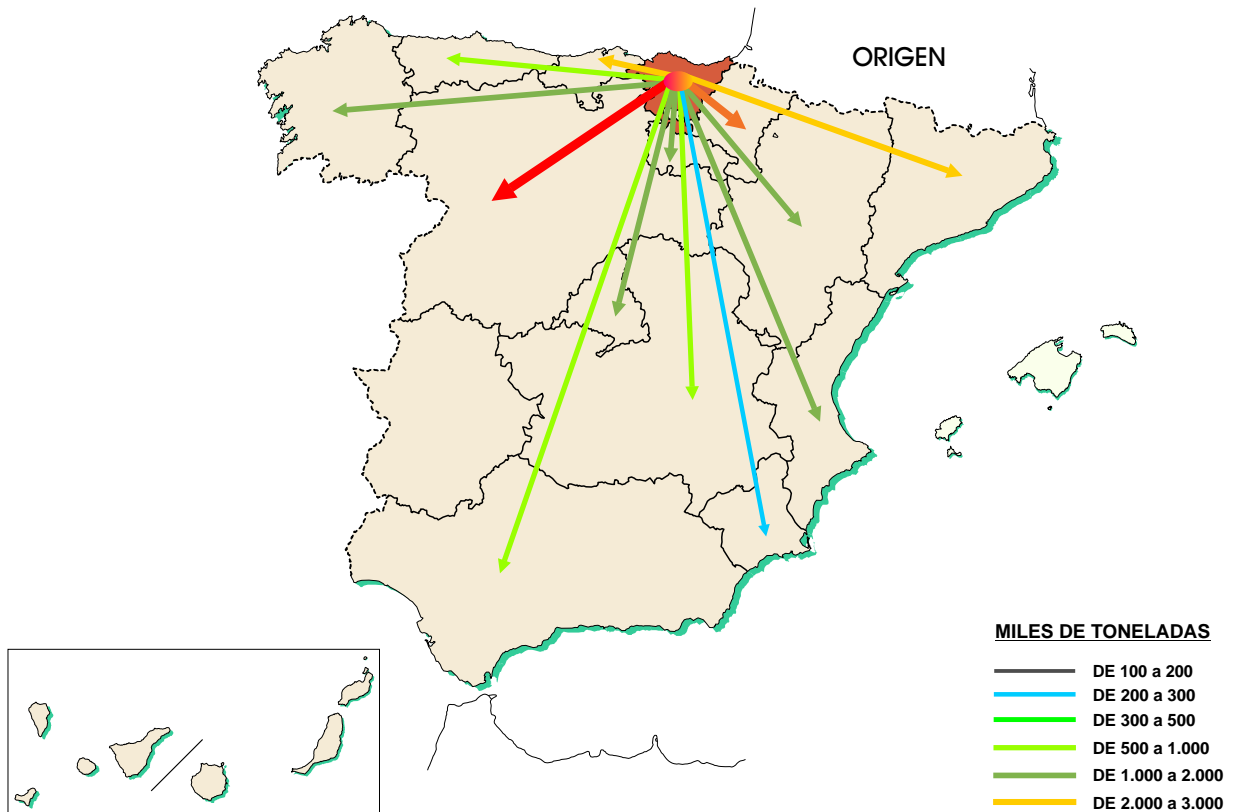 ORIGEN
MILES DE TONELADAS
DE 100 a 200
DE 200 a 300
DE 300 a 500
DE 500 a 1.000
DE 1.000 a 2.000
DE 2.000 a 3.000